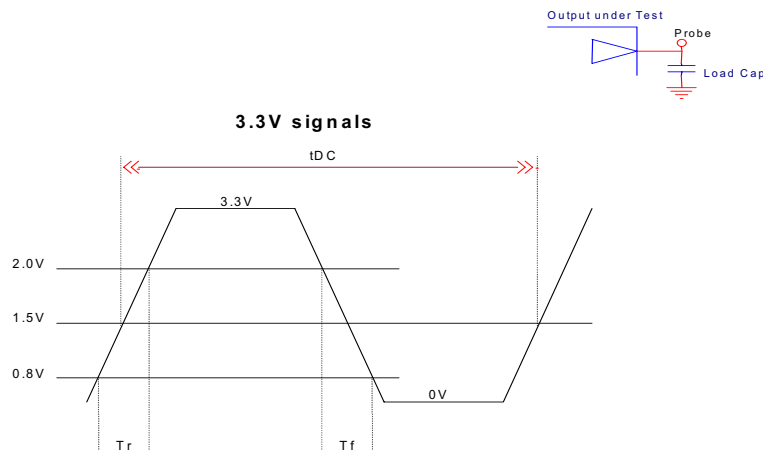 Output under Test
Probe
Load Cap
3.3V signals
tDC
3.3V
2.0V
1.5V
0.8V
0V
Tr
Tf